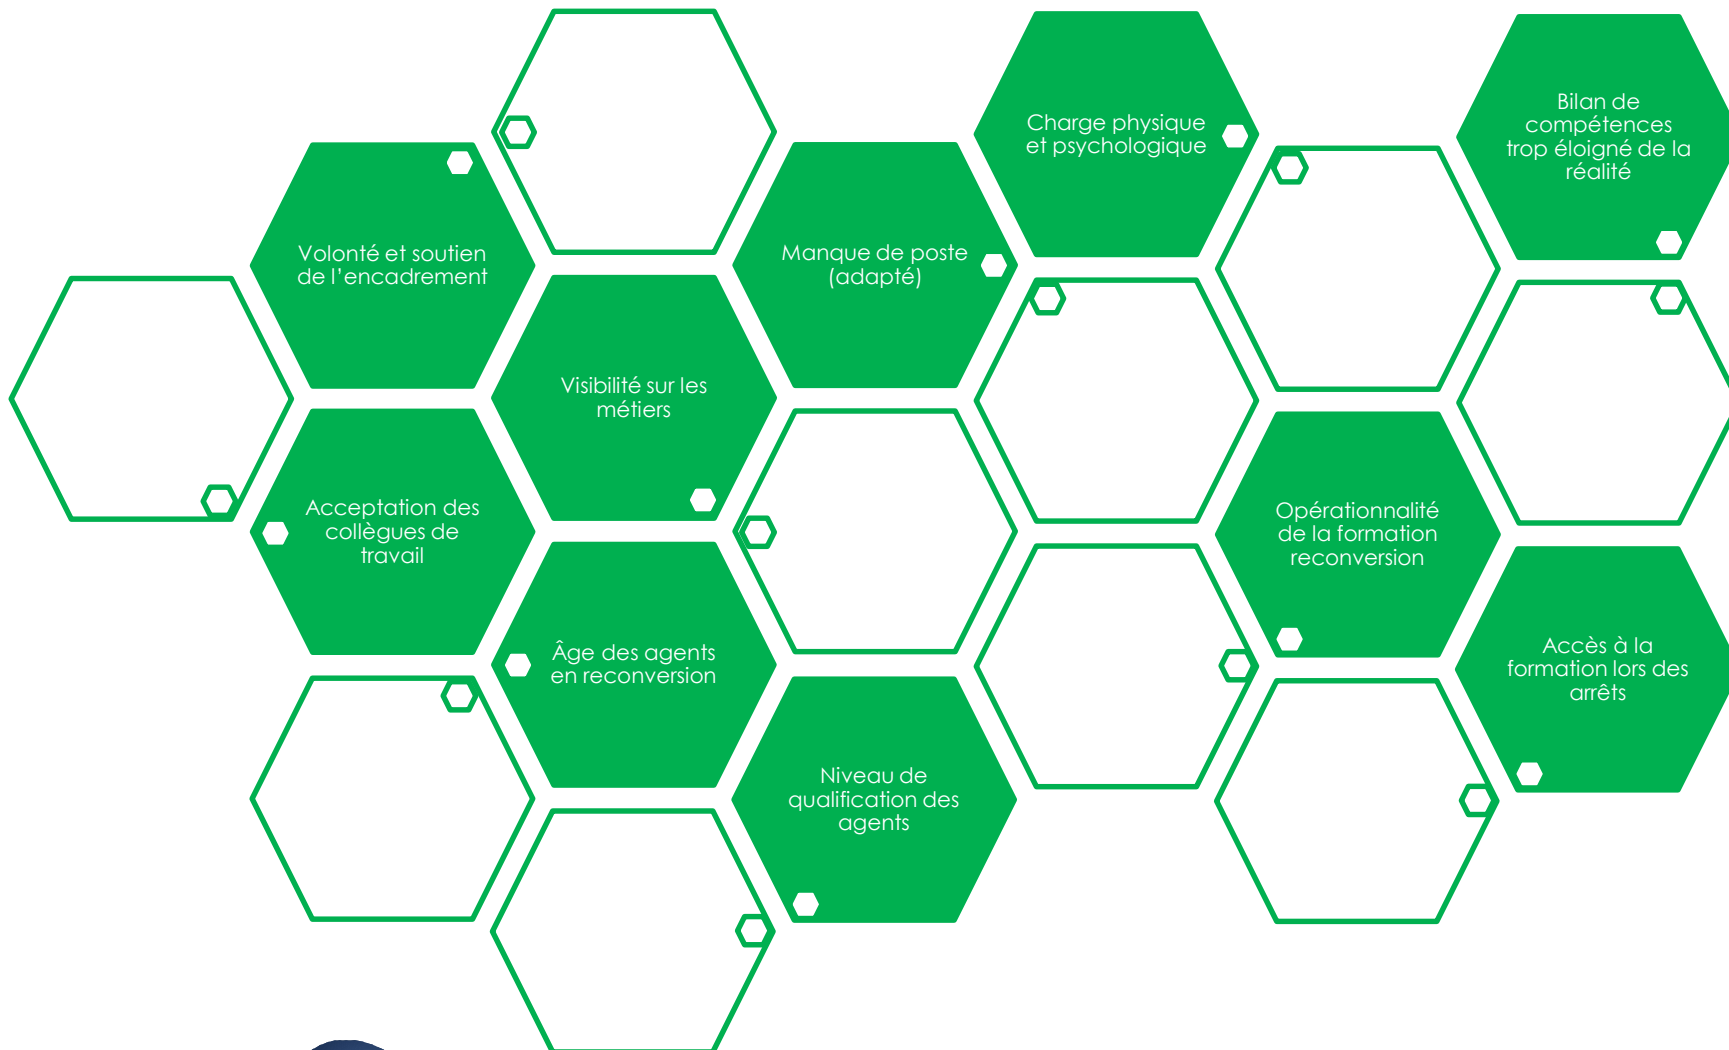 Volonté et soutien
de l'encadrement
Acceptation des
collègues de
travail
Visibilité sur les
métiers
Âge des agents
en reconversion
Manque de poste
(adapté)
Niveau de
qualification des
agents
Charge physique
et psychologique
Opérationnalité
de la formation
reconversion
Bilan de
compétences
trop éloigné de la
réalité
Accès à la
formation lors des
arrêts